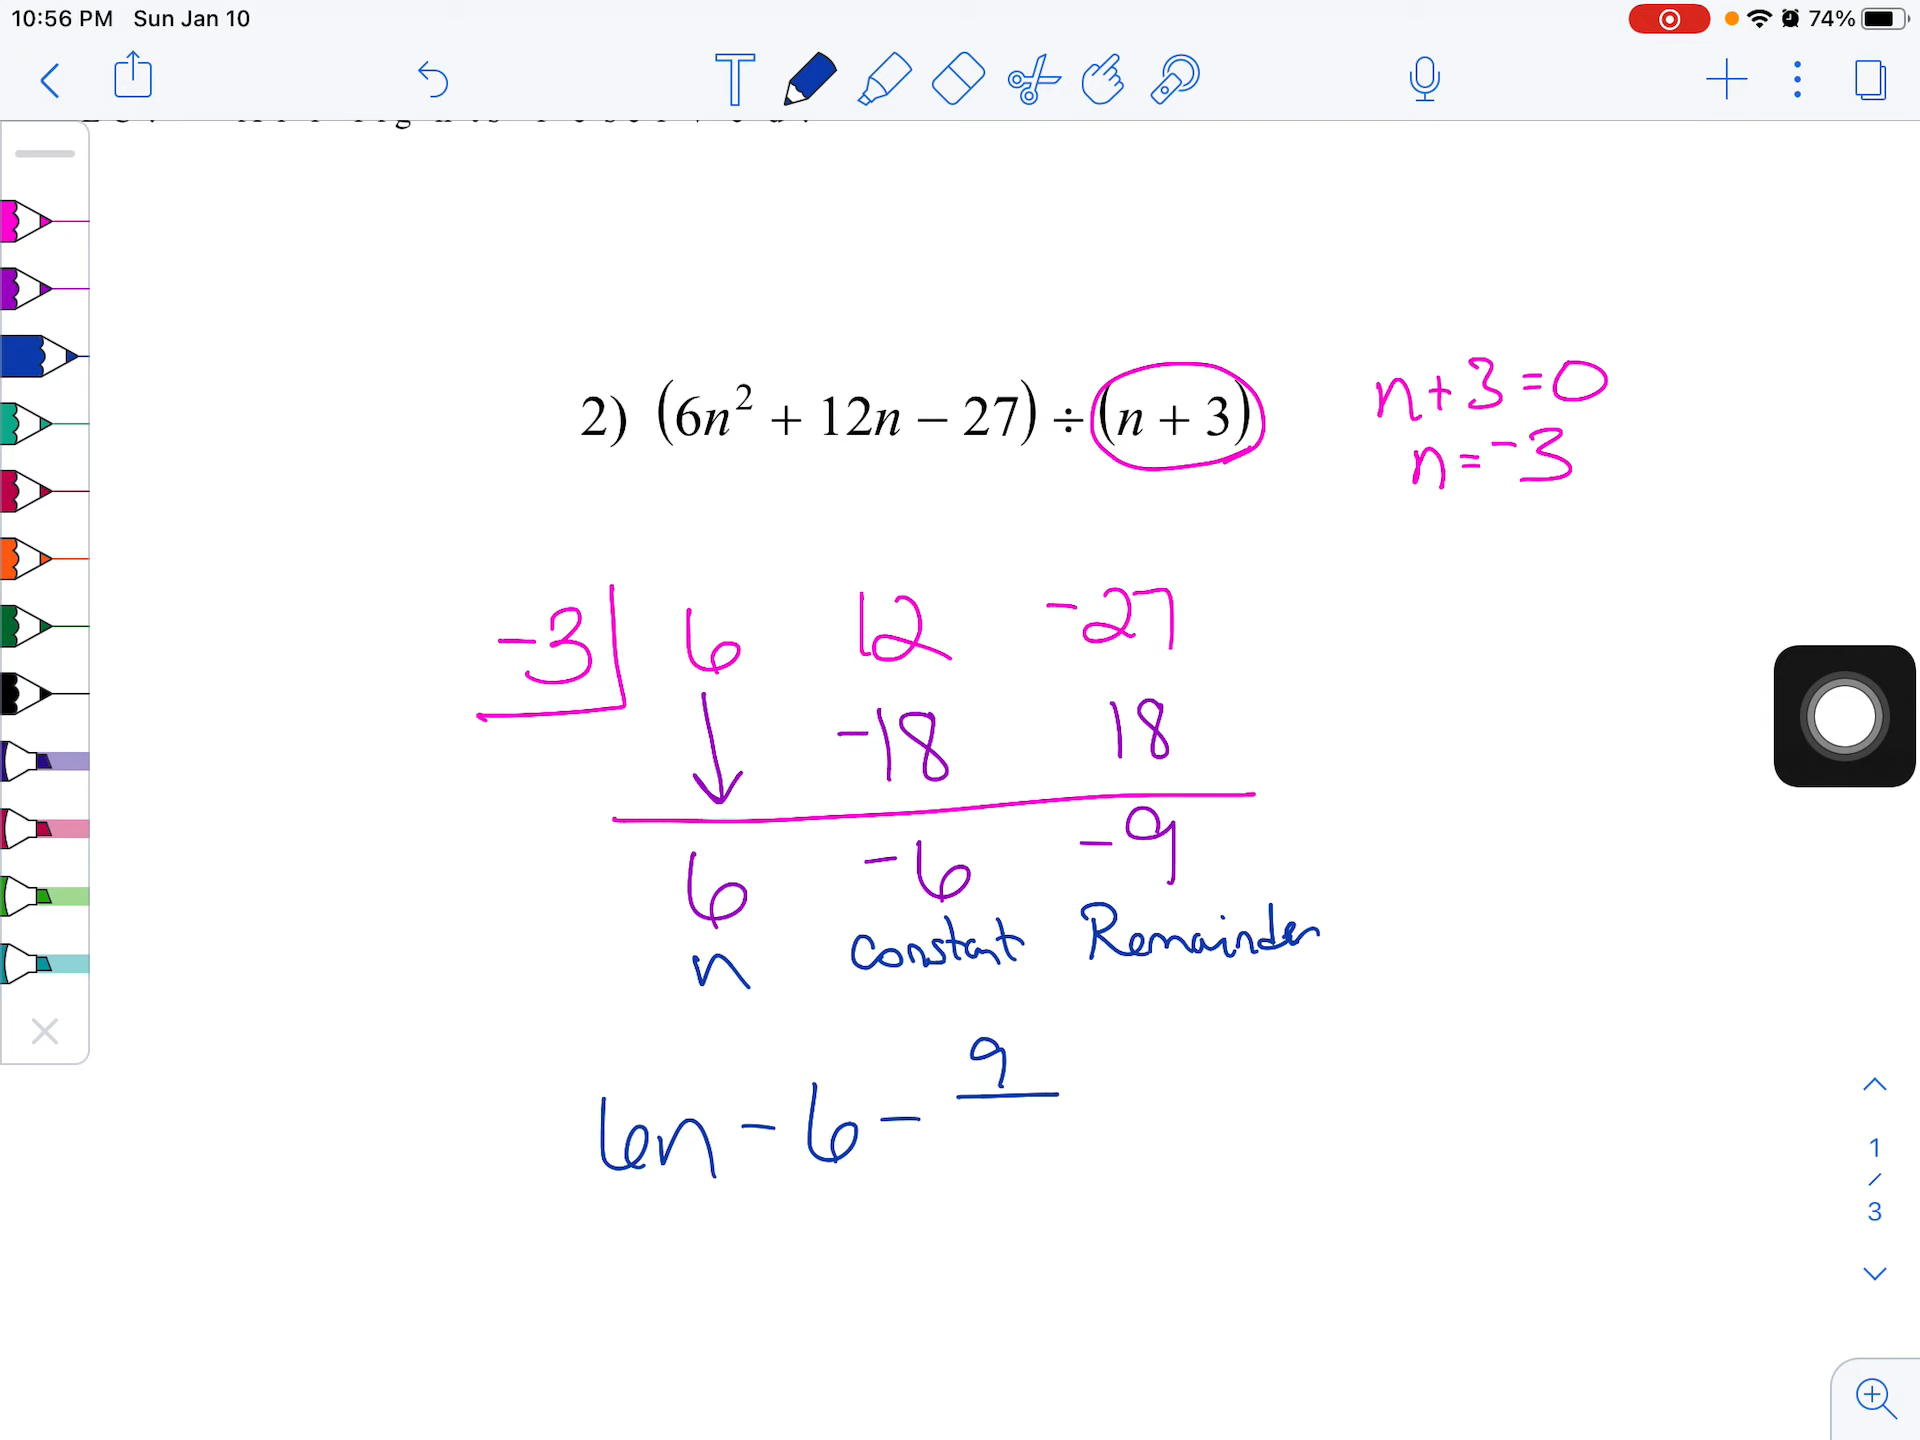 10:56 PM Sun Jan 10
74%
T
2) (6n² + 12n − 27) ÷ (n + 3)
n+3=0
n=-3
-3 6 12 -27
-18 18
6 -6 -9
n constant Remainder
9
6n - 6 -
1
/
3